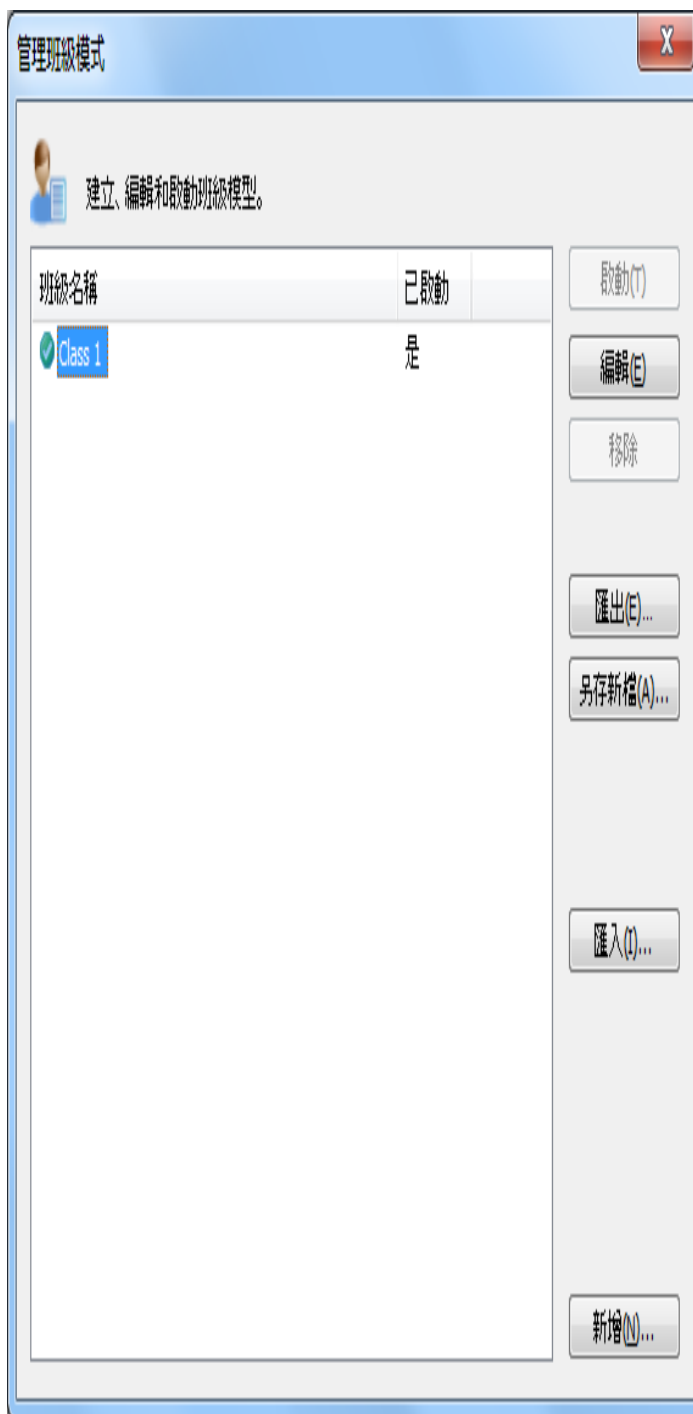 管理班級模式
X
建立、編輯和啟動班級模型。
班級名稱 已啟動
Class 1 是
啟動(T)
編輯(E)
移除
匯出(E)...
另存新檔(A)...
匯入(I)...
新增(N)...